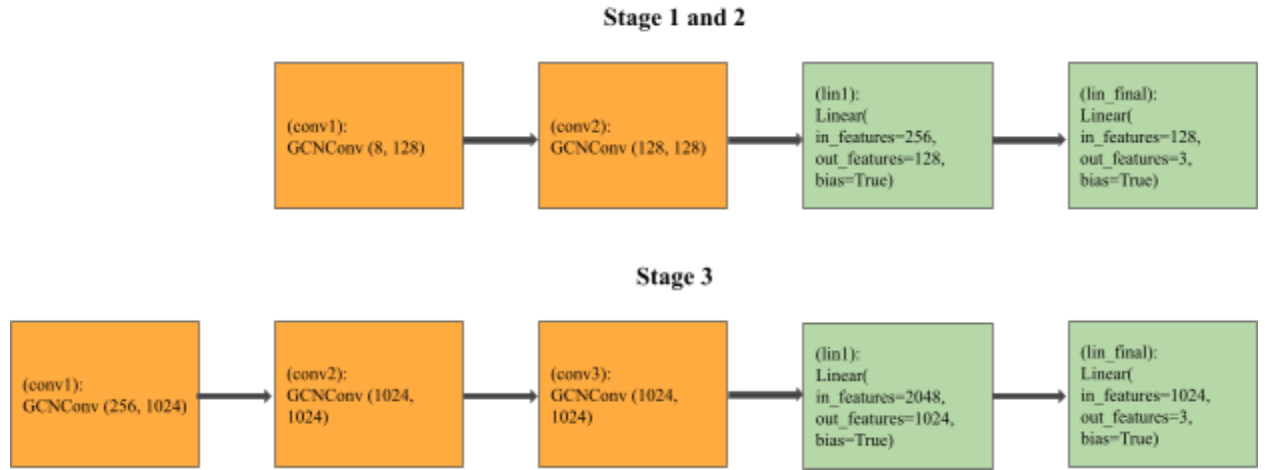 Stage 1 and 2
(conv1):
GCNConv (8, 128)
(conv2):
GCNConv (128, 128)
(lin1):
Linear(
in_features=256,
out_features=128,
bias=True)
(lin_final):
Linear(
in_features=128,
out_features=3,
bias=True)
Stage 3
(conv1):
GCNConv (256, 1024)
(conv2):
GCNConv (1024,
1024)
(conv3):
GCNConv (1024,
1024)
(lin1):
Linear(
in_features=2048,
out_features=1024,
bias=True)
(lin_final):
Linear(
in_features=1024,
out_features=3,
bias=True)